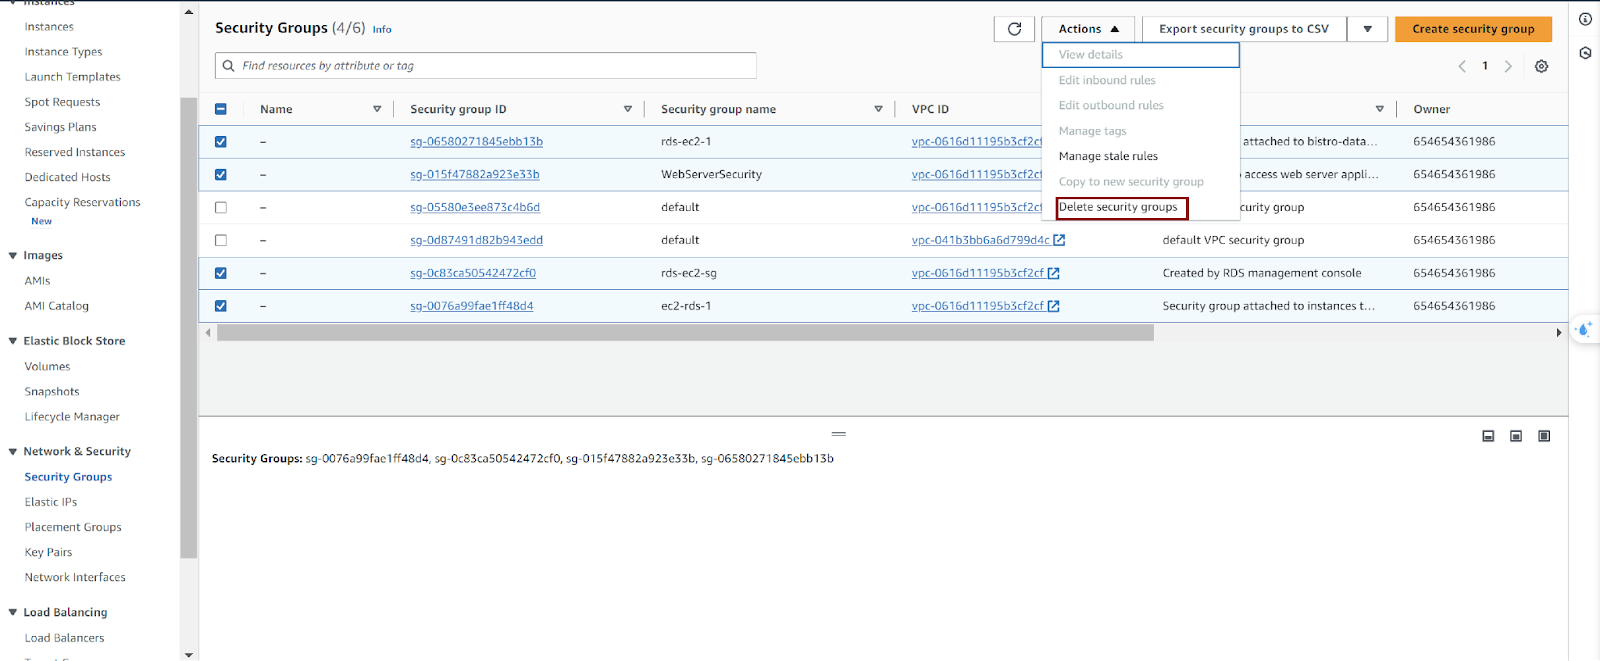 Instances
Instances
Instance Types
Launch Templates
Spot Requests
Savings Plans
Reserved Instances
Dedicated Hosts
Capacity Reservations
New
Images
AMIs
AMI Catalog
Elastic Block Store
Volumes
Snapshots
Lifecycle Manager
Network & Security
Security Groups
Elastic IPs
Placement Groups
Key Pairs
Network Interfaces
Load Balancing
Load Balancers
Security Groups (4/6) Info
Actions Export security groups to CSV Create security group
Find resources by attribute or tag
1
View details
Edit inbound rules
Edit outbound rules
Manage tags
Manage stale rules
Copy to new security group
Delete security groups
Name Security group ID Security group name VPC ID Owner
– sg-06580271845ebb13b rds-ec2-1 vpc-0616d11195b3cf2cf attached to bistro-data... 654654361986
– sg-015f47882a923e33b WebServerSecurity vpc-0616d11195b3cf2cf access web server appli... 654654361986
– sg-05580e3ee873c4b6d default vpc-0616d11195b3cf2cf curity group 654654361986
– sg-0d87491d82b943edd default vpc-041b3bb6a6d799d4c default VPC security group 654654361986
– sg-0c83ca50542472cf0 rds-ec2-sg vpc-0616d11195b3cf2cf Created by RDS management console 654654361986
– sg-0076a99fae1ff48d4 ec2-rds-1 vpc-0616d11195b3cf2cf Security group attached to instances t... 654654361986
Security Groups: sg-0076a99fae1ff48d4, sg-0c83ca50542472cf0, sg-015f47882a923e33b, sg-06580271845ebb13b